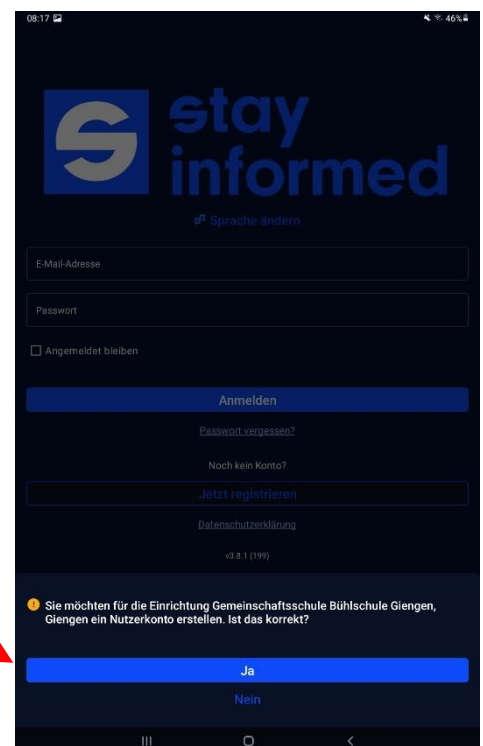 08:17
46%
S stay
informed
Sprache ändern
E-Mail-Adresse
Passwort
Angemeldet bleiben
Anmelden
Passwort vergessen?
Noch kein Konto?
Jetzt registrieren
Datenschutzerklärung
v3.8.1 (199)
Sie möchten für die Einrichtung Gemeinschaftsschule Bühlschule Giengen,
Giengen ein Nutzerkonto erstellen. Ist das korrekt?
Ja
Nein